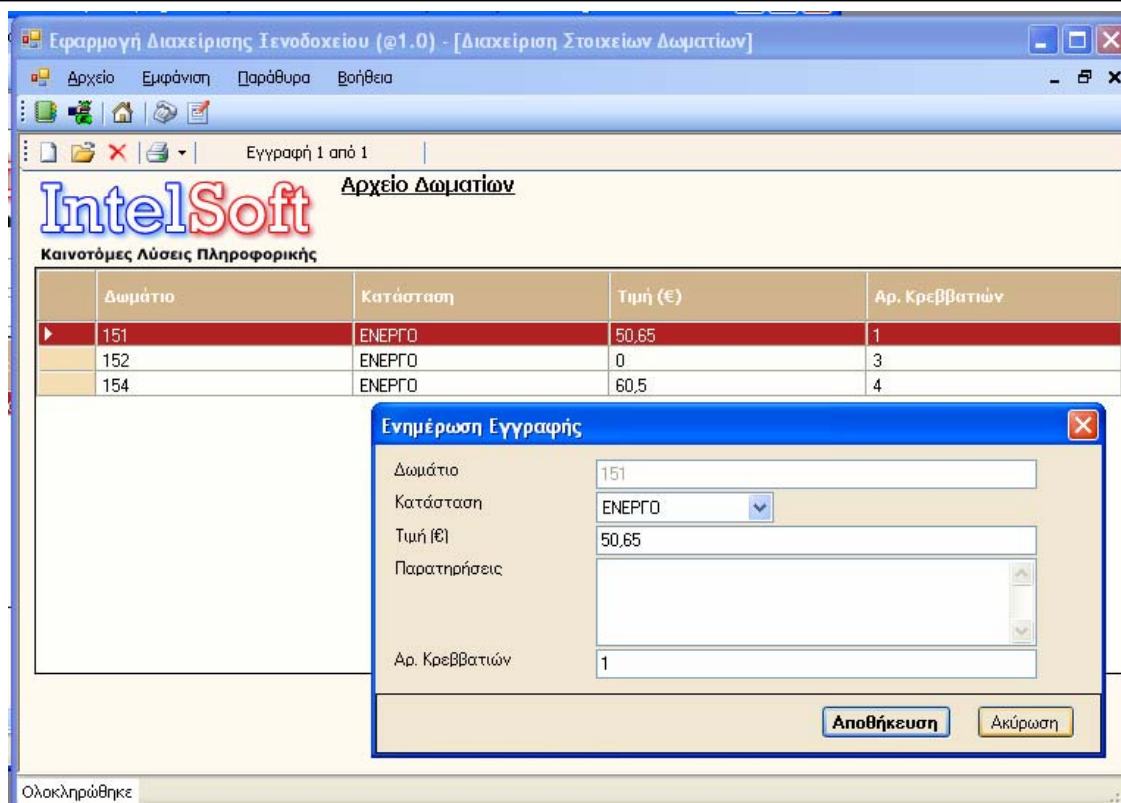 Εφαρμογή Διαχείρισης Ξενοδοχείου (@1.0) - [Διαχείριση Στοιχείων Δωματίων]
Αρχείο Εμφάνιση Παράθυρα Βοήθεια
Εγγραφή 1 από 1
IntelSoft
Καινοτόμες Λύσεις Πληροφορικής
Αρχείο Δωματίων
Δωμάτιο Κατάσταση Τιμή (€) Αρ. Κρεββατιών
151 ΕΝΕΡΓΟ 50,65 1
152 ΕΝΕΡΓΟ 0 3
154 ΕΝΕΡΓΟ 60,5 4
Ενημέρωση Εγγραφής
Δωμάτιο 151
Κατάσταση ΕΝΕΡΓΟ
Τιμή (€) 50,65
Παρατηρήσεις
Αρ. Κρεββατιών 1
Αποθήκευση Ακύρωση
Ολοκληρώθηκε